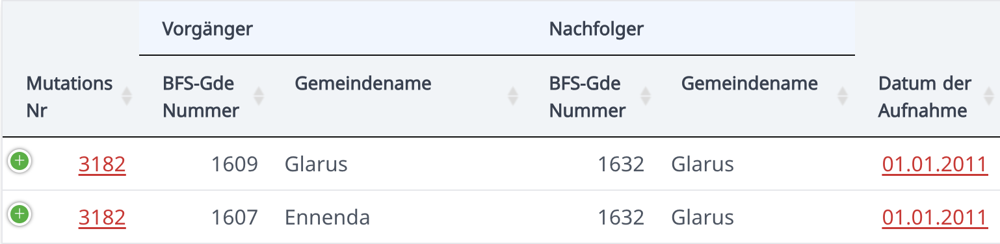 Vorgänger Nachfolger
Mutations Nr BFS-Gde Nummer Gemeindename BFS-Gde Nummer Gemeindename Datum der Aufnahme
3182 1609 Glarus 1632 Glarus 01.01.2011
3182 1607 Ennenda 1632 Glarus 01.01.2011